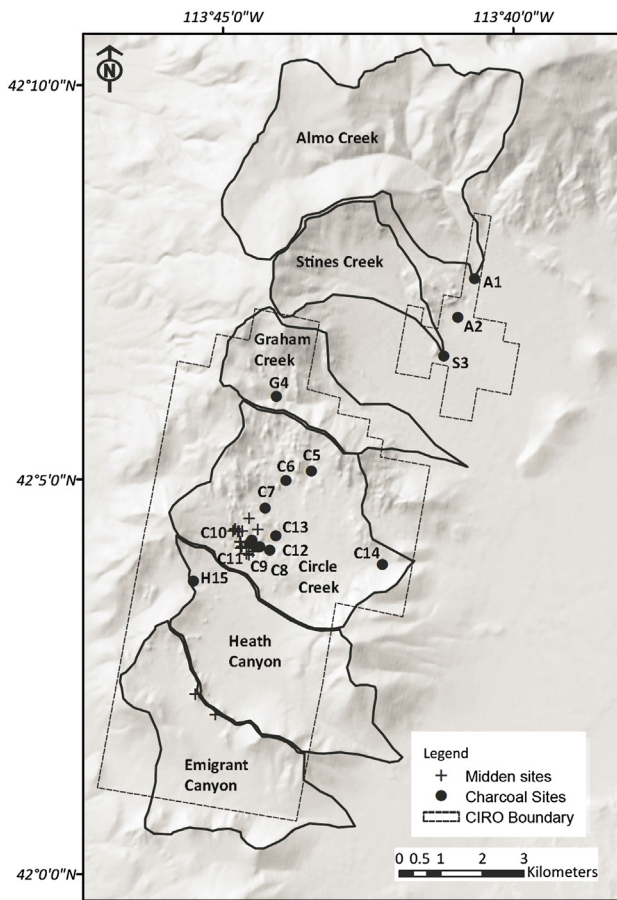 113°45'0"W
113°40'0"W
N
42°10'0"N
Almo Creek
Stines Creek
A1
A2
S3
Graham
Creek
G4
42°5'0"N
C5
C6
C7
C10
C13
C12
C11
C9
C8
C14
Circle
Creek
H15
Heath
Canyon
Emigrant
Canyon
Legend
Midden sites
Charcoal Sites
CIRO Boundary
0 0.5 1 2 3
Kilometers
42°0'0"N